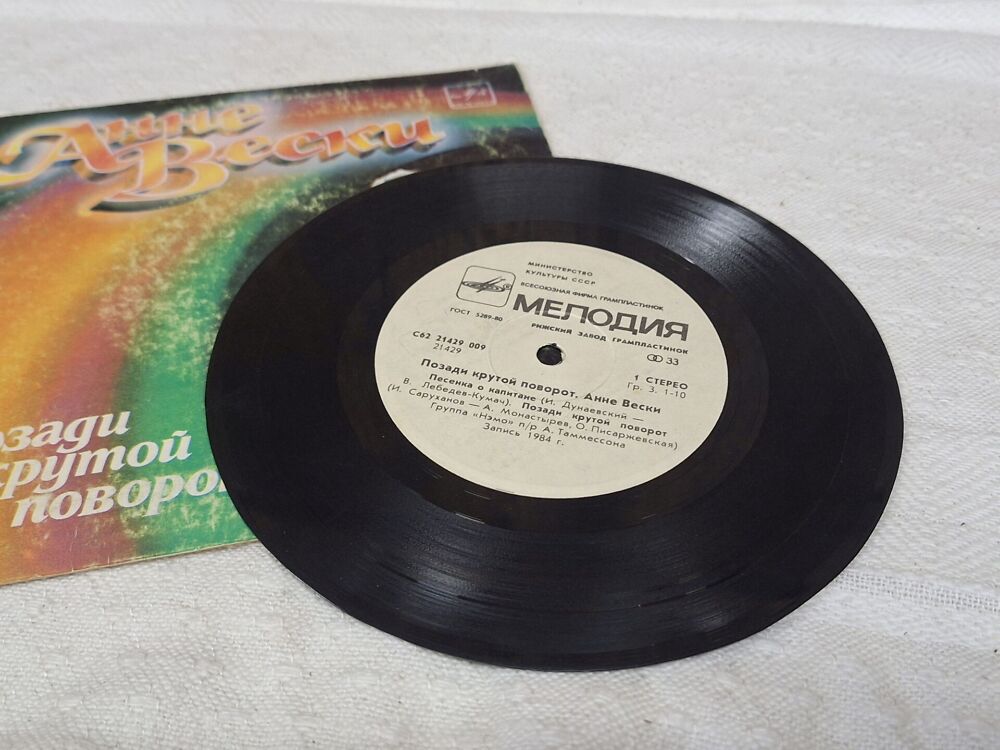 Анне
Вески
озади
крутой
поворо
МИНИСТЕРСТВО
КУЛЬТУРЫ СССР
ВСЕСОЮЗНАЯ ФИРМА ГРАМПЛАСТИНОК
МЕЛОДИЯ
ГОСТ 5289-80
РИЖСКИЙ ЗАВОД ГРАМПЛАСТИНОК
33
С62 21429 009
21429
1 СТЕРЕО
Гр. 3. 1-10
Позади крутой поворот. Анне Вески
Песенка о капитане (И. Дунаевский —
В. Лебедев-Кумач). Позади крутой поворот
(И. Саруханов — А. Монастырев, О. Писаржевская)
Группа «Нэмо» п/р А. Таммессона
Запись 1984 г.